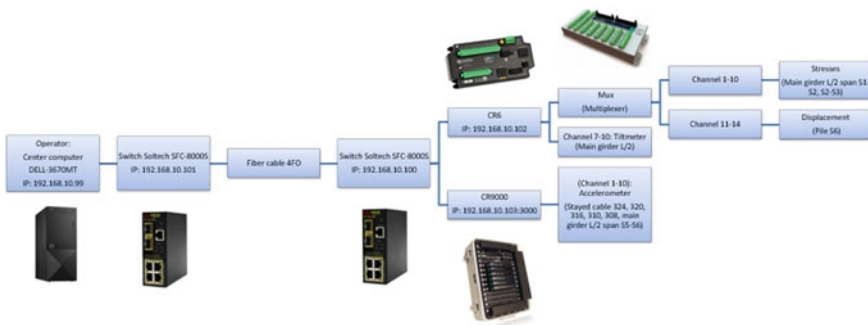 Operator:
Center computer
DELL-3670MT
IP: 192.168.10.99
Switch Soltech SFC-8000S
IP: 192.168.10.101
Fiber cable 4FO
Switch Soltech SFC-8000S
IP: 192.168.10.100
CR6
IP: 192.168.10.102
Mux
(Multiplexer)
Channel 1-10
Stresses
(Main girder L/2 span S1-
S2, S2-S3)
Channel 11-14
Displacement
(Pile S6)
Channel 7-10: Tiltmeter
(Main girder L/2)
CR9000
IP: 192.168.10.103:3000
(Channel 1-10):
Accelerometer
(Stayed cable 324, 320,
316, 310, 308, main
girder L/2 span S5-S6)